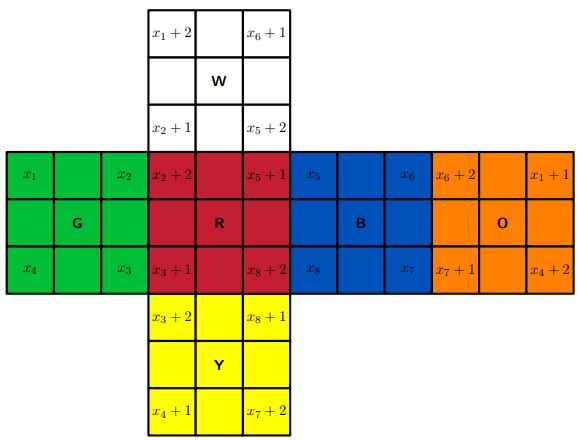 x₁ + 2 x₆ + 1
W
x₂ + 1 x₅ + 2
x₁ x₂ x₂ + 2 x₅ + 1 x₅ x₆ x₆ + 2 x₁ + 1
G R B O
x₄ x₃ x₃ + 1 x₈ + 2 x₈ x₇ x₇ + 1 x₄ + 2
x₃ + 2 x₈ + 1
Y
x₄ + 1 x₇ + 2